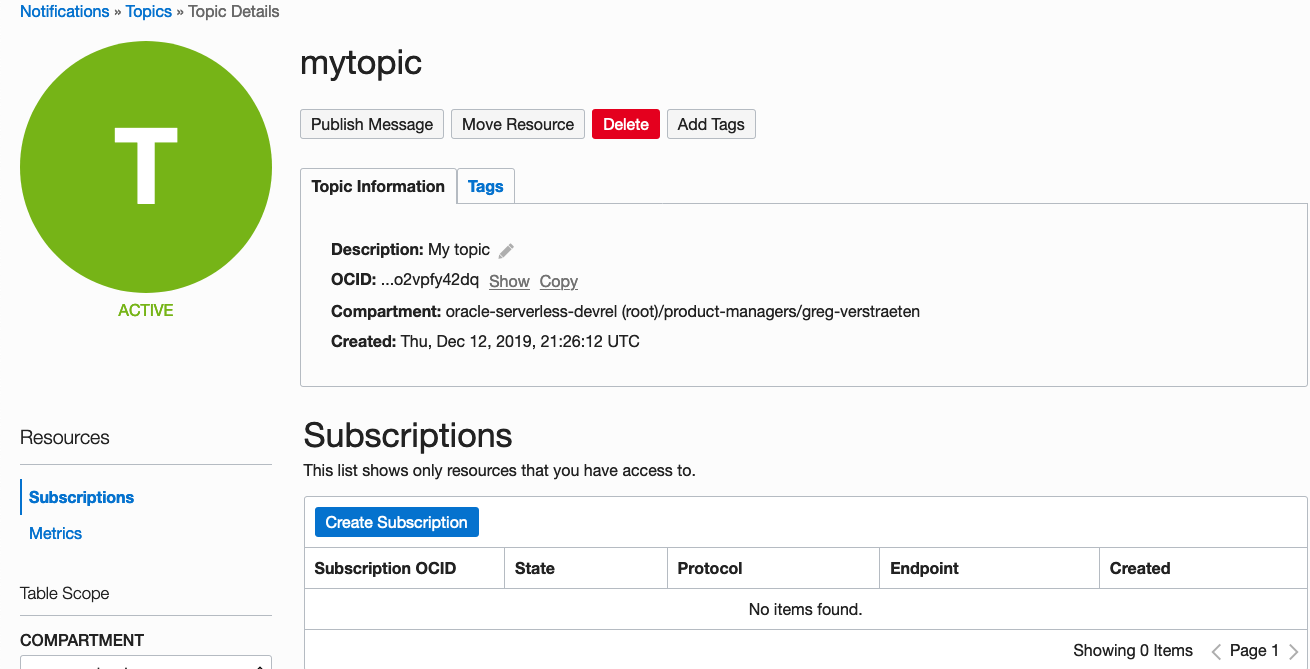 Notifications » Topics » Topic Details
T
ACTIVE
mytopic
Publish Message Move Resource Delete Add Tags
Topic Information Tags
Description: My topic
OCID: ...o2vpfy42dq Show Copy
Compartment: oracle-serverless-devrel (root)/product-managers/greg-verstraeten
Created: Thu, Dec 12, 2019, 21:26:12 UTC
Resources
Subscriptions
Metrics
Table Scope
COMPARTMENT
Subscriptions
This list shows only resources that you have access to.
Create Subscription
Subscription OCID State Protocol Endpoint Created
No items found.
Showing 0 Items < Page 1 >